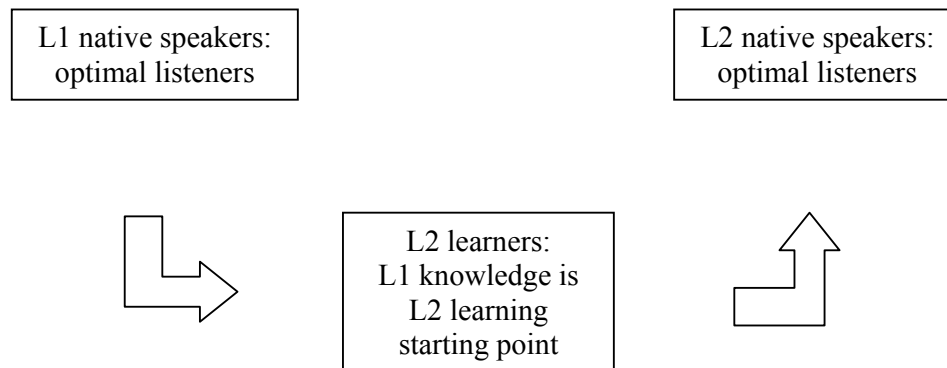 L1 native speakers:
optimal listeners
L2 native speakers:
optimal listeners
L2 learners:
L1 knowledge is
L2 learning
starting point